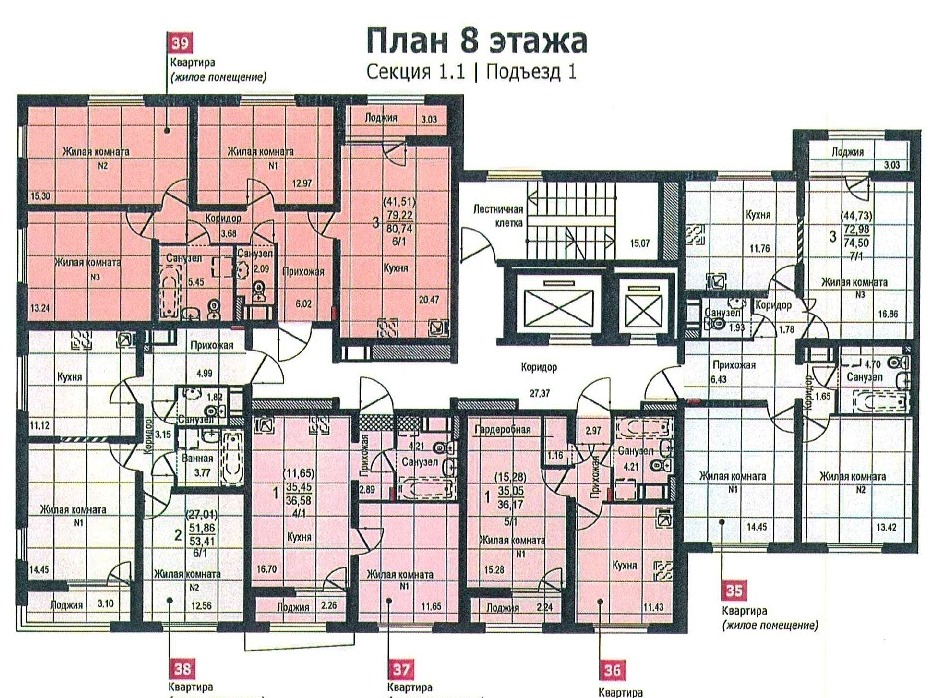 План 8 этажа
Секция 1.1 | Подъезд 1
39
Квартира
(жилое помещение)
Жилая комната
N2
15.30
Жилая комната
N1
12.97
Лоджия 3.03
3
(41,51)
79,22
80,74
6/1
Кухня
20.47
Коридор
3.68
Жилая комната
N3
13.24
Санузел
5.45
Санузел
2.09
Прихожая
6.02
Лестничная
клетка
15.07
Лоджия
3.03
Кухня
11.76
3
(44,73)
72,98
74,50
7/1
Жилая комната
N3
16.86
Санузел
1.93
Коридор
1.78
Прихожая
6.43
Коридор
1.65
4.70
Санузел
Жилая комната
N1
14.45
Жилая комната
N2
13.42
Коридор
27.37
Прихожая
4.99
Кухня
11.12
1.82
Санузел
Коридор
3.15
Ванная
3.77
Жилая комната
N1
14.45
Лоджия 3.10
2
(27,01)
51,86
53,41
6/1
Жилая комната
N2
12.56
1
(11,65)
35,45
36,58
4/1
Кухня
16.70
Лоджия 2.26
Прихожая
2.89
4.21
Санузел
Жилая комната
N1
11.65
Гардеробная
1.16
1
(15,28)
35,05
36,17
5/1
Жилая комната
N1
15.28
Лоджия 2.24
2.97
Прихожая
Санузел
4.21
Кухня
11.43
35
Квартира
(жилое помещение)
38
Квартира
37
Квартира
36
Квартира